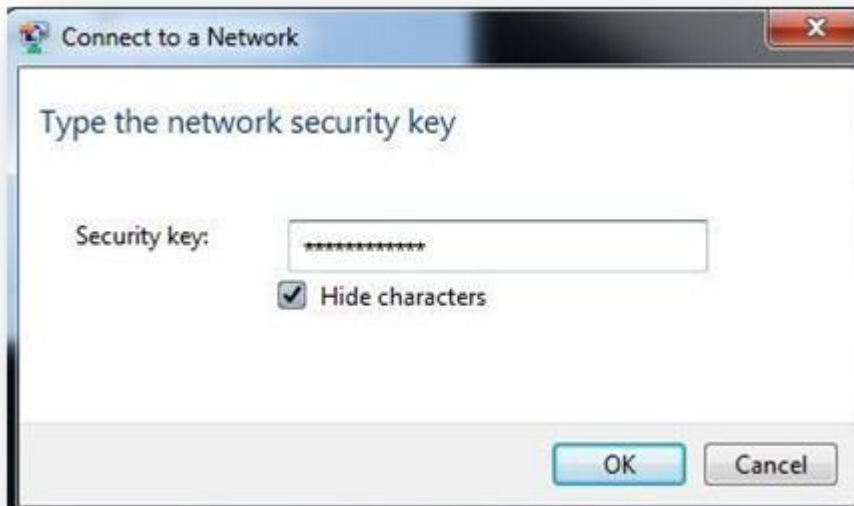 Connect to a Network
Type the network security key
Security key:
************
Hide characters
OK Cancel